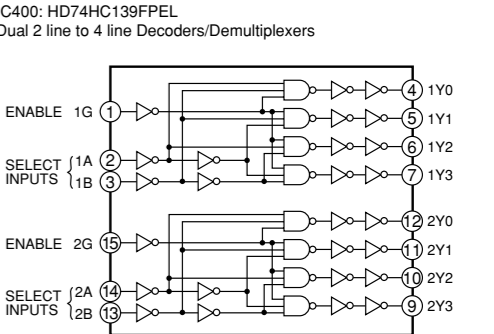 C400: HD74HC139FPEL
Dual 2 line to 4 line Decoders/Demultiplexers
4 1Y0
ENABLE 1G 1
5 1Y1
6 1Y2
SELECT INPUTS
1A 2
1B 3
7 1Y3
12 2Y0
ENABLE 2G 15
11 2Y1
10 2Y2
SELECT INPUTS
2A 14
2B 13
9 2Y3